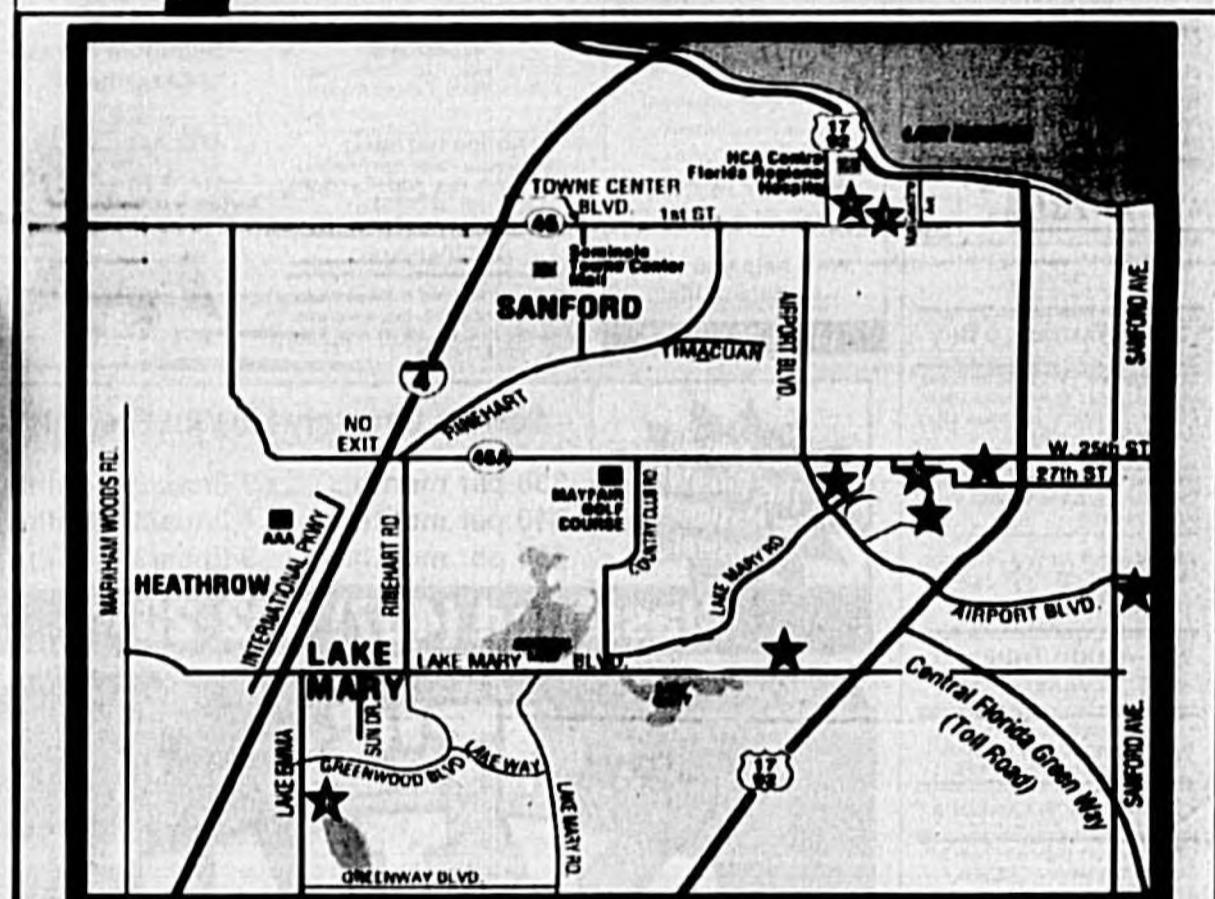 17
92
HCA Central
Florida Regional
Hospital
TOWNE CENTER
BLVD.
46
1st ST.
Seminole
Towne Center
Mall
SANFORD
AIRPORT BLVD.
SANFORD AVE.
TIMACUAN
4
RINEHART
NO
EXIT
46A
W. 25th ST
27th ST
MARKHAM WOODS RD.
MAYFAIR
GOLF
COURSE
COUNTRY CLUB RD
AAA
INTERNATIONAL PKWY
RINEHART RD
HEATHROW
LAKE MARY RD
AIRPORT BLVD.
LAKE
MARY
LAKE MARY BLVD.
Central Florida Green Way
(Toll Road)
SUN DR.
LAKE EMMA
GREENWOOD BLVD
LAKE WAY
17
92
LAKE MARY RD.
SANFORD AVE.
GREENWAY BLVD.